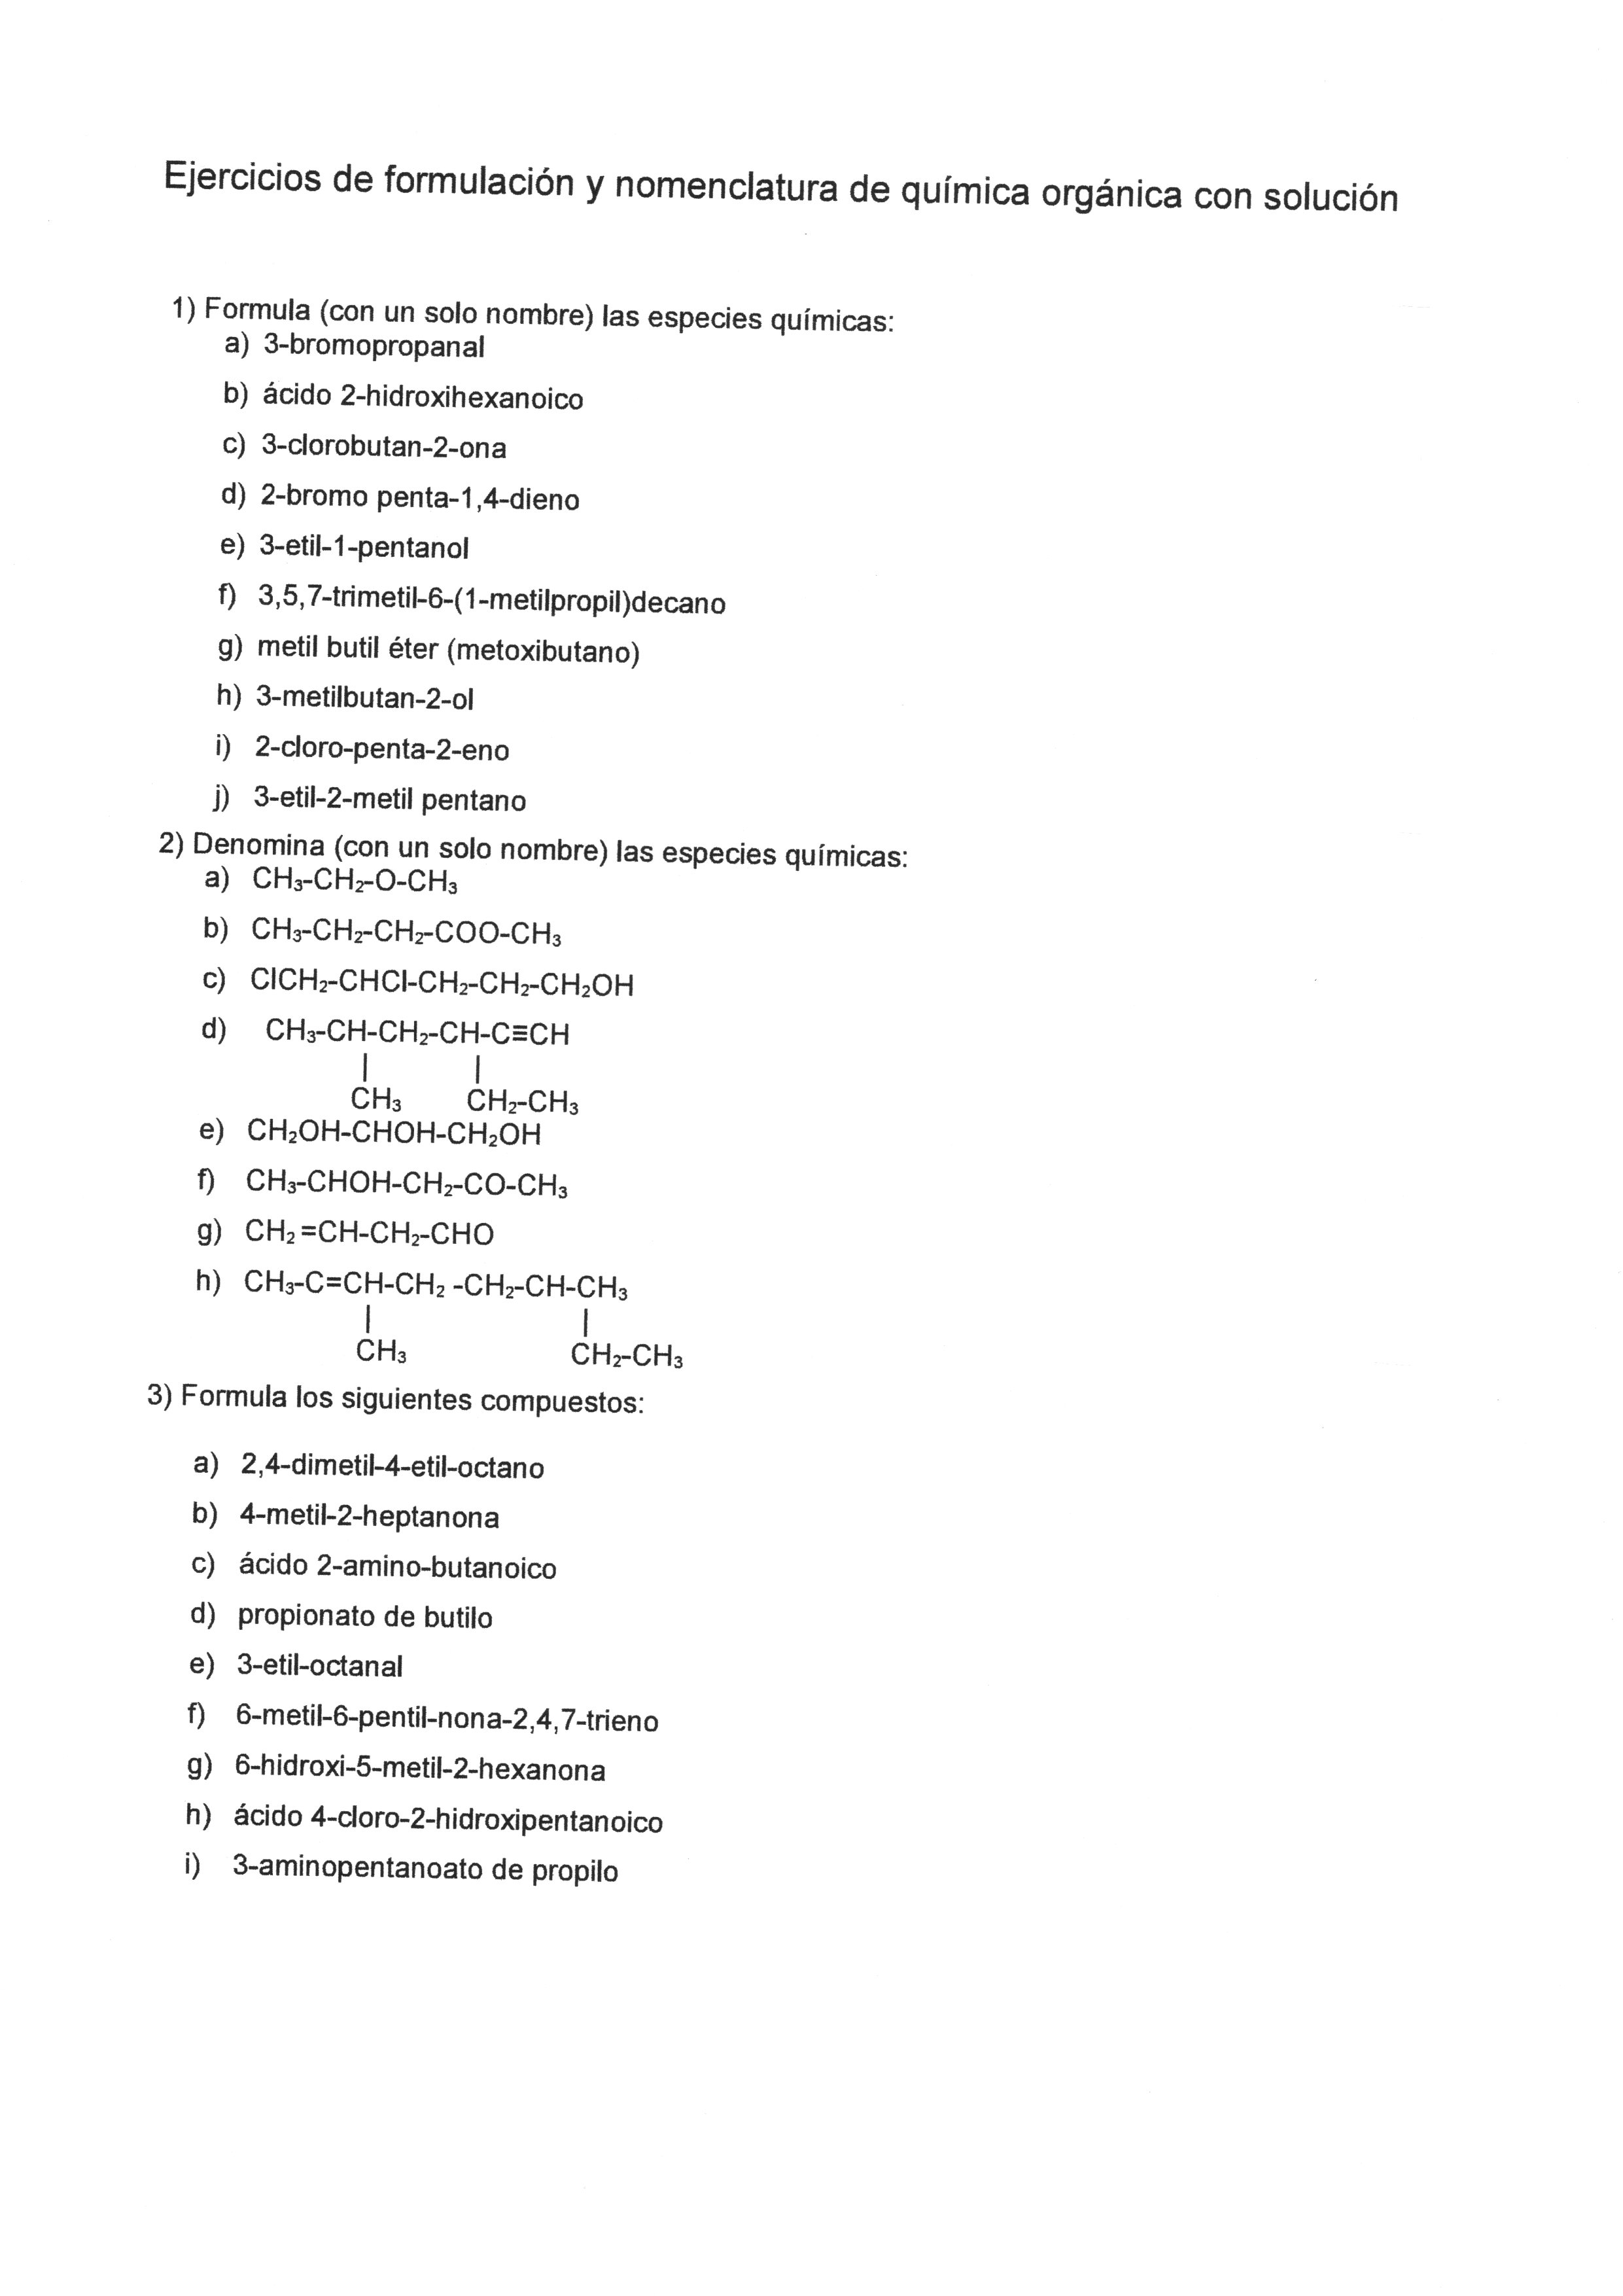 Ejercicios de formulación y nomenclatura de química orgánica con solución
1) Formula (con un solo nombre) las especies químicas:
a) 3-bromopropanal
b) ácido 2-hidroxihexanoico
c) 3-clorobutan-2-ona
d) 2-bromo penta-1,4-dieno
e) 3-etil-1-pentanol
f) 3,5,7-trimetil-6-(1-metilpropil)decano
g) metil butil éter (metoxibutano)
h) 3-metilbutan-2-ol
i) 2-cloro-penta-2-eno
j) 3-etil-2-metil pentano
2) Denomina (con un solo nombre) las especies químicas:
a) CH₃-CH₂-O-CH₃
b) CH₃-CH₂-CH₂-COO-CH₃
c) ClCH₂-CHCl-CH₂-CH₂-CH₂OH
d) CH₃-CH-CH₂-CH-C≡CH
| |
CH₃ CH₂-CH₃
e) CH₂OH-CHOH-CH₂OH
f) CH₃-CHOH-CH₂-CO-CH₃
g) CH₂=CH-CH₂-CHO
h) CH₃-C=CH-CH₂ -CH₂-CH-CH₃
| |
CH₃ CH₂-CH₃
3) Formula los siguientes compuestos:
a) 2,4-dimetil-4-etil-octano
b) 4-metil-2-heptanona
c) ácido 2-amino-butanoico
d) propionato de butilo
e) 3-etil-octanal
f) 6-metil-6-pentil-nona-2,4,7-trieno
g) 6-hidroxi-5-metil-2-hexanona
h) ácido 4-cloro-2-hidroxipentanoico
i) 3-aminopentanoato de propilo